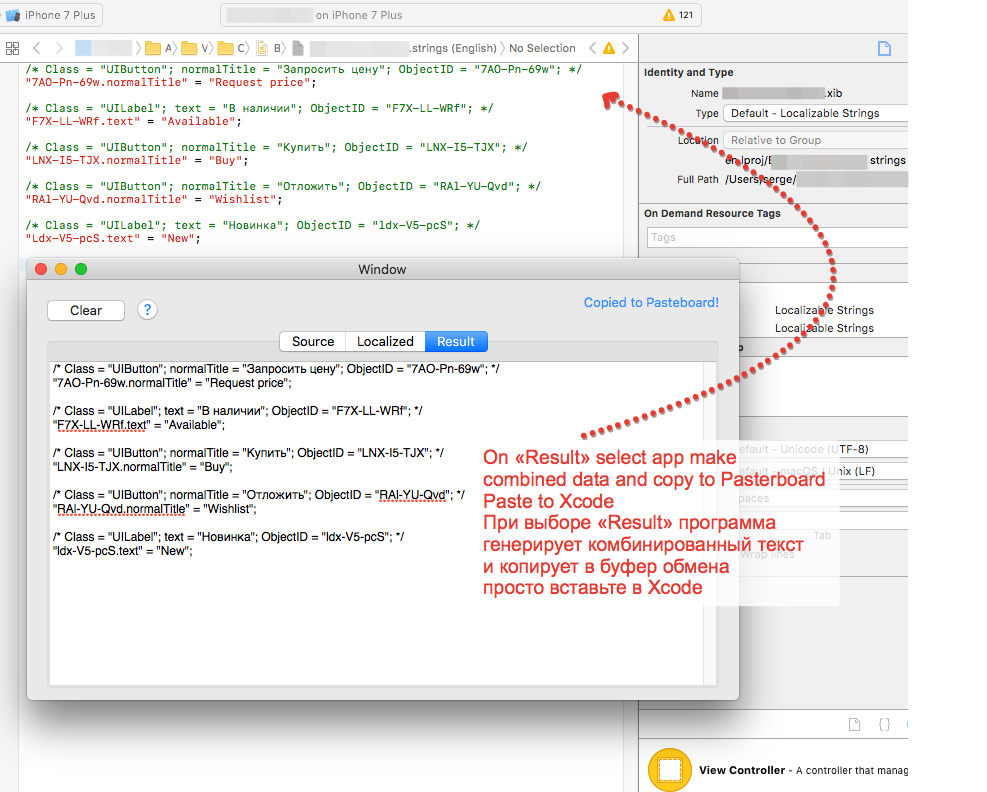 iPhone 7 Plus
on iPhone 7 Plus
121
A
V
C
B
.strings (English)
No Selection
/* Class = "UIButton"; normalTitle = "Запросить цену"; ObjectID = "7AO-Pn-69w"; */
"7AO-Pn-69w.normalTitle" = "Request price";
/* Class = "UILabel"; text = "В наличии"; ObjectID = "F7X-LL-WRf"; */
"F7X-LL-WRf.text" = "Available";
/* Class = "UIButton"; normalTitle = "Купить"; ObjectID = "LNX-I5-TJX"; */
"LNX-I5-TJX.normalTitle" = "Buy";
/* Class = "UIButton"; normalTitle = "Отложить"; ObjectID = "RAl-YU-Qvd"; */
"RAl-YU-Qvd.normalTitle" = "Wishlist";
/* Class = "UILabel"; text = "Новинка"; ObjectID = "ldx-V5-pcS"; */
"Ldx-V5-pcS.text" = "New";
Identity and Type
Name .xib
Type Default - Localizable Strings
Location Relative to Group
en.lproj/ strings
Full Path /Users/serge/
On Demand Resource Tags
Tags
Localizable Strings
Localizable Strings
Window
Clear
?
Copied to Pasteboard!
Source
Localized
Result
/* Class = "UIButton"; normalTitle = "Запросить цену"; ObjectID = "7AO-Pn-69w"; */
"7AO-Pn-69w.normalTitle" = "Request price";
/* Class = "UILabel"; text = "В наличии"; ObjectID = "F7X-LL-WRf"; */
"F7X-LL-WRf.text" = "Available";
/* Class = "UIButton"; normalTitle = "Купить"; ObjectID = "LNX-I5-TJX"; */
"LNX-I5-TJX.normalTitle" = "Buy";
/* Class = "UIButton"; normalTitle = "Отложить"; ObjectID = "RAl-YU-Qvd"; */
"RAl-YU-Qvd.normalTitle" = "Wishlist";
/* Class = "UILabel"; text = "Новинка"; ObjectID = "ldx-V5-pcS"; */
"ldx-V5-pcS.text" = "New";
On «Result» select app make
combined data and copy to Pasterboard
Paste to Xcode
При выборе «Result» программа
генерирует комбинированный текст
и копирует в буфер обмена
просто вставьте в Xcode
efault - Unicode (UTF-8)
efault - macOS / Unix (LF)
paces
Tab
Wrap lines
{}
View Controller - A controller that manag